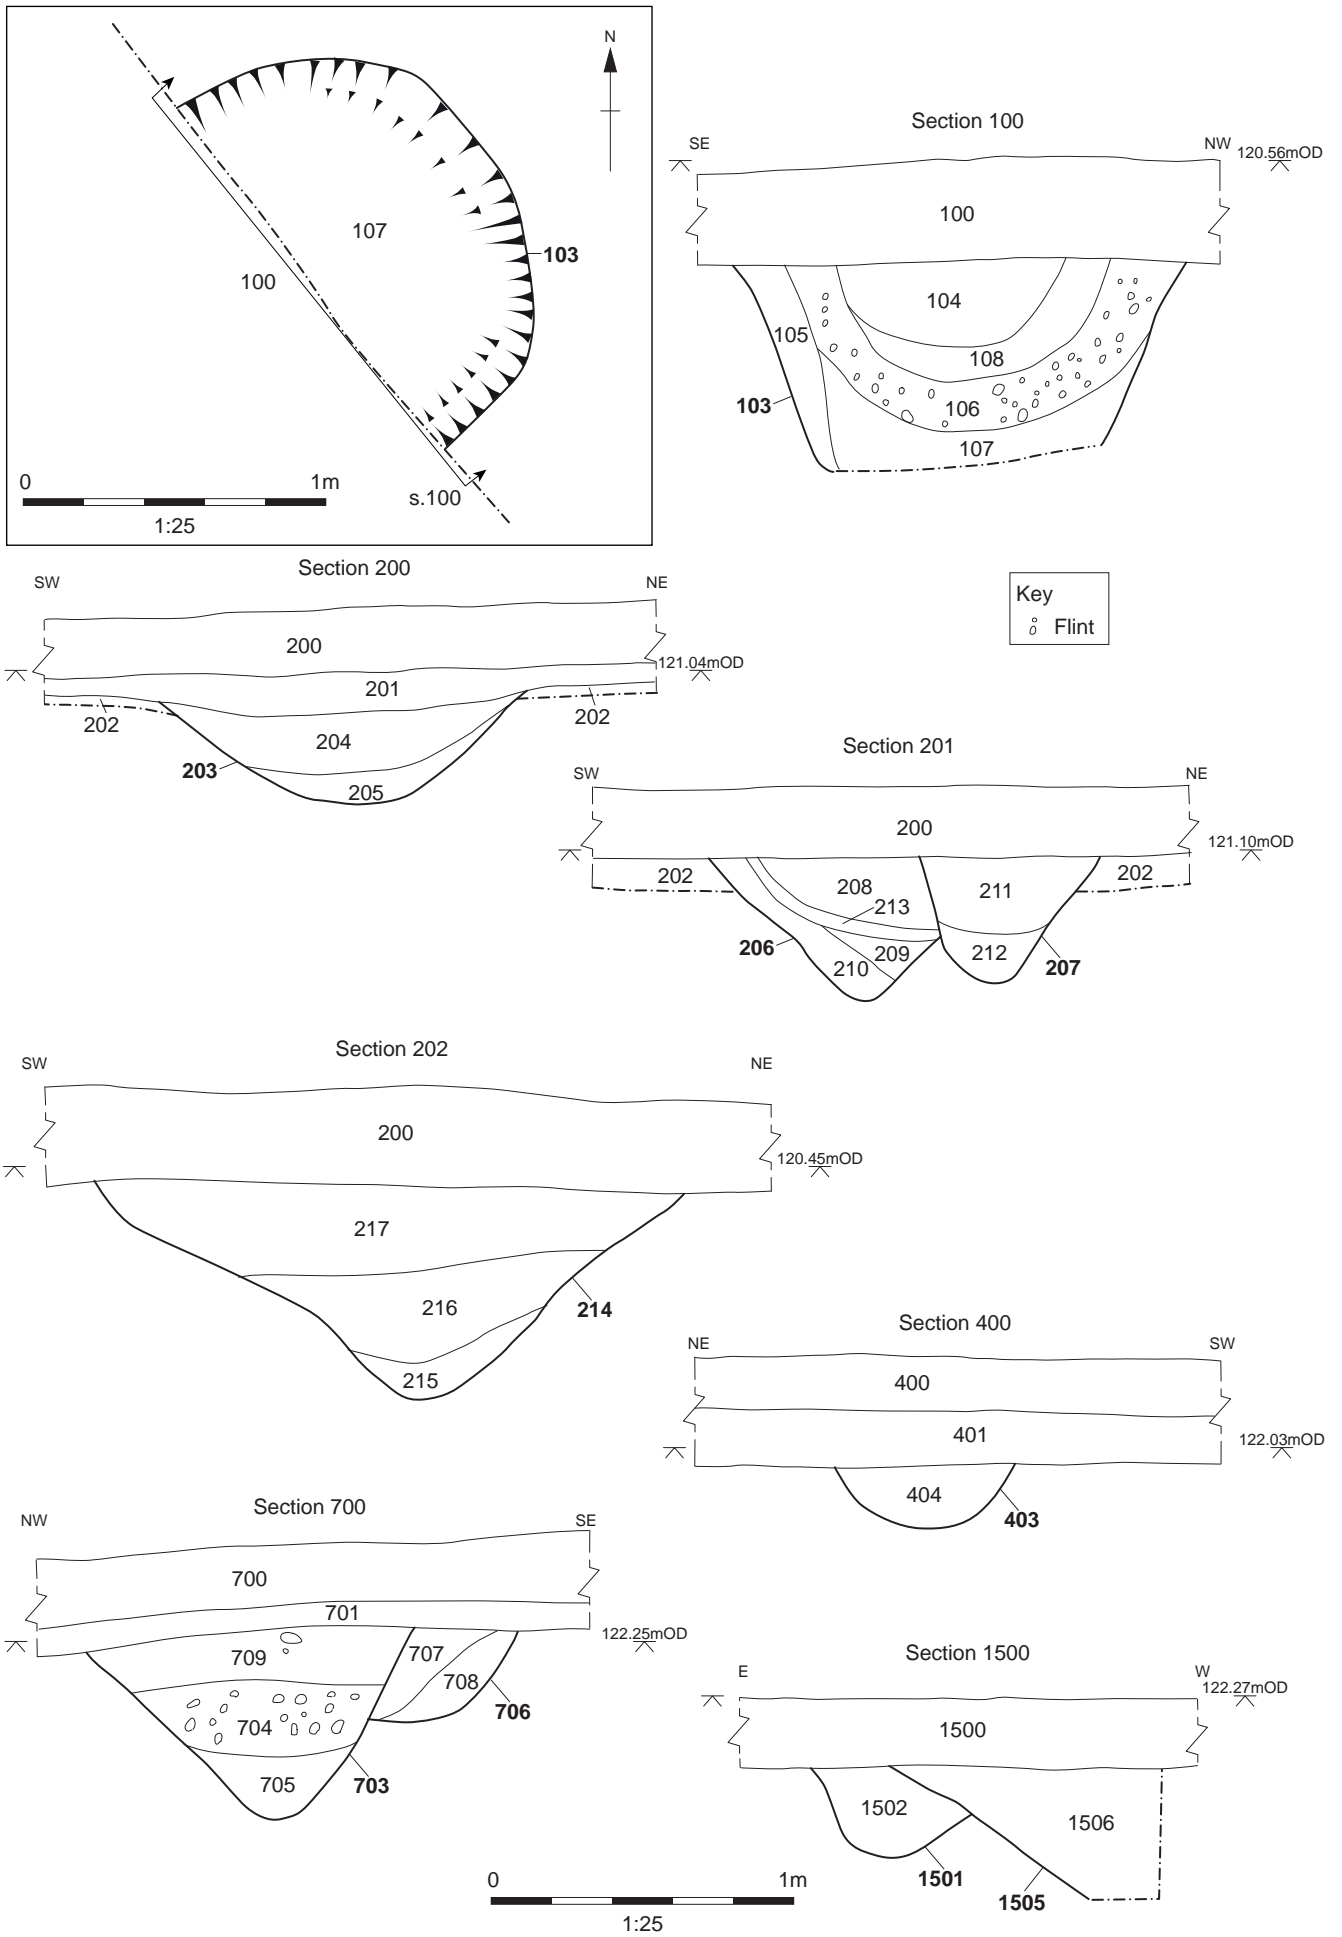 N
107
103
100
0 1m
s.100
1:25
Section 100
SE NW 120.56mOD
100
104
105
108
103
106
107
Section 200
SW NE
200
121.04mOD
201
202 202
204
203
205
Key
Flint
Section 201
SW NE
200
121.10mOD
202 202
208 211
213
206 209 212 207
210
Section 202
SW NE
200
120.45mOD
217
216 214
215
Section 400
NE SW
400
401 122.03mOD
404
403
Section 700
NW SE
700
701
122.25mOD
709 707
708
706
704
705 703
Section 1500
E W
122.27mOD
1500
1502
1506
1501
1505
0 1m
1:25